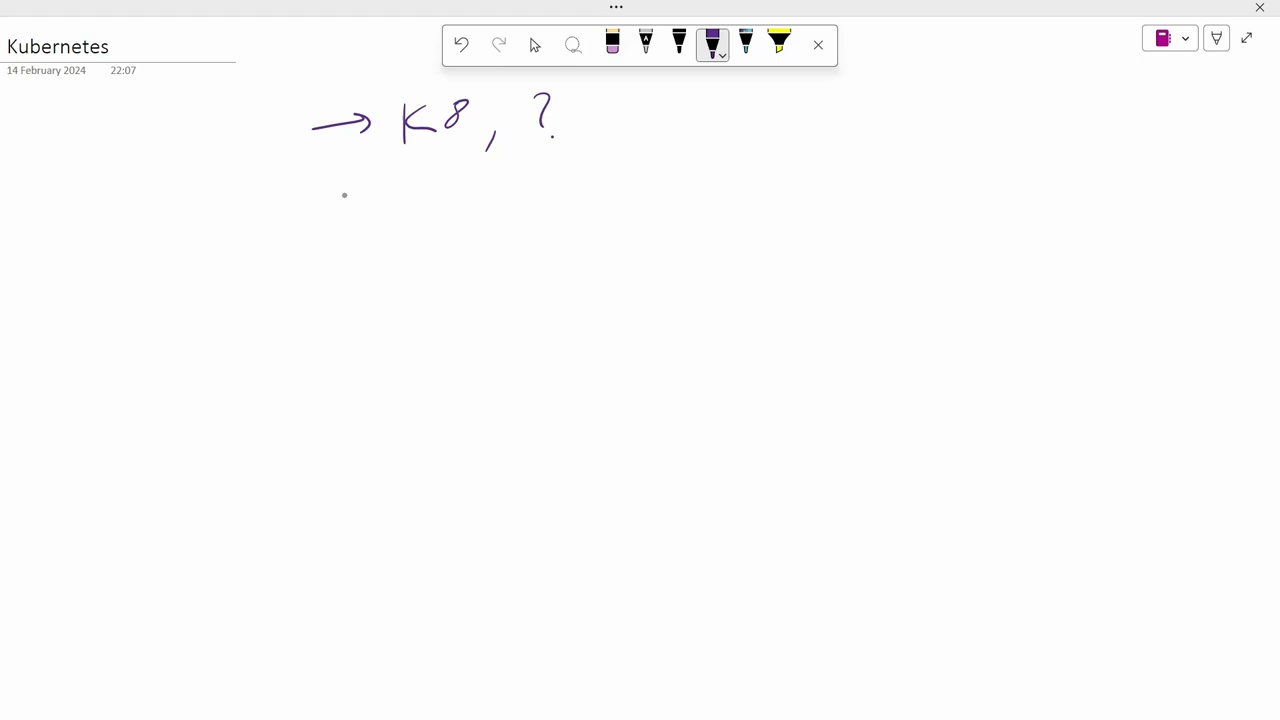 Kubernetes
14 February 2024 22:07
→ K8, ?